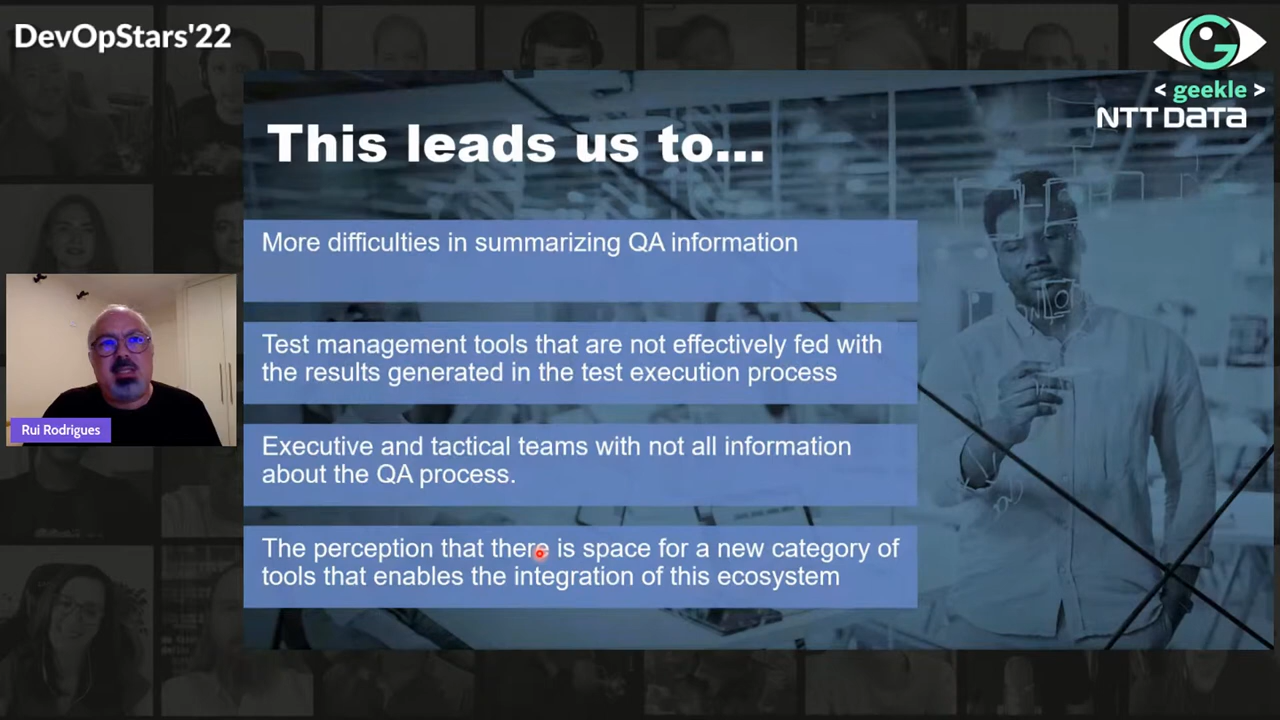 DevOpStars'22
< geekle >
NTT DATA
This leads us to...
More difficulties in summarizing QA information
Test management tools that are not effectively fed with
the results generated in the test execution process
Executive and tactical teams with not all information
about the QA process.
The perception that there is space for a new category of
tools that enables the integration of this ecosystem
Rui Rodrigues